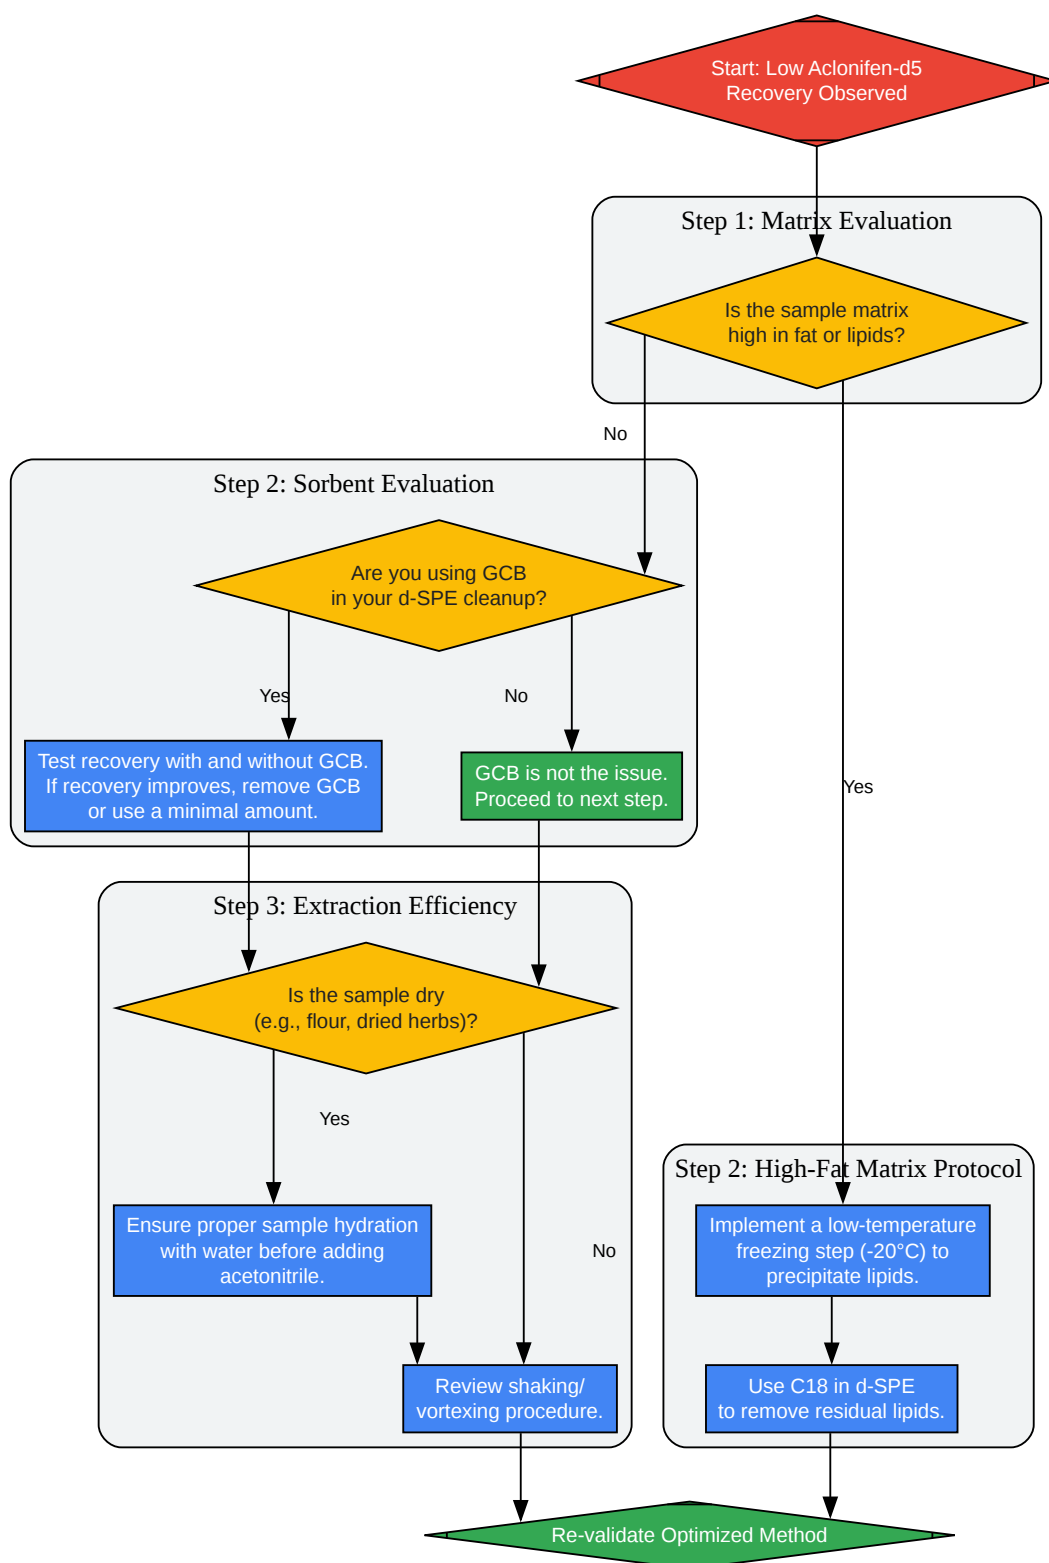 Start: Low Aclonifen-d5
Recovery Observed
Step 1: Matrix Evaluation
Is the sample matrix
high in fat or lipids?
No
Step 2: Sorbent Evaluation
Are you using GCB
in your d-SPE cleanup?
Yes
No
Test recovery with and without GCB.
If recovery improves, remove GCB
or use a minimal amount.
GCB is not the issue.
Proceed to next step.
Yes
Step 3: Extraction Efficiency
Is the sample dry
(e.g., flour, dried herbs)?
Yes
Ensure proper sample hydration
with water before adding
acetonitrile.
No
Review shaking/
vortexing procedure.
Step 2: High-Fat Matrix Protocol
Implement a low-temperature
freezing step (-20°C) to
precipitate lipids.
Use C18 in d-SPE
to remove residual lipids.
Re-validate Optimized Method